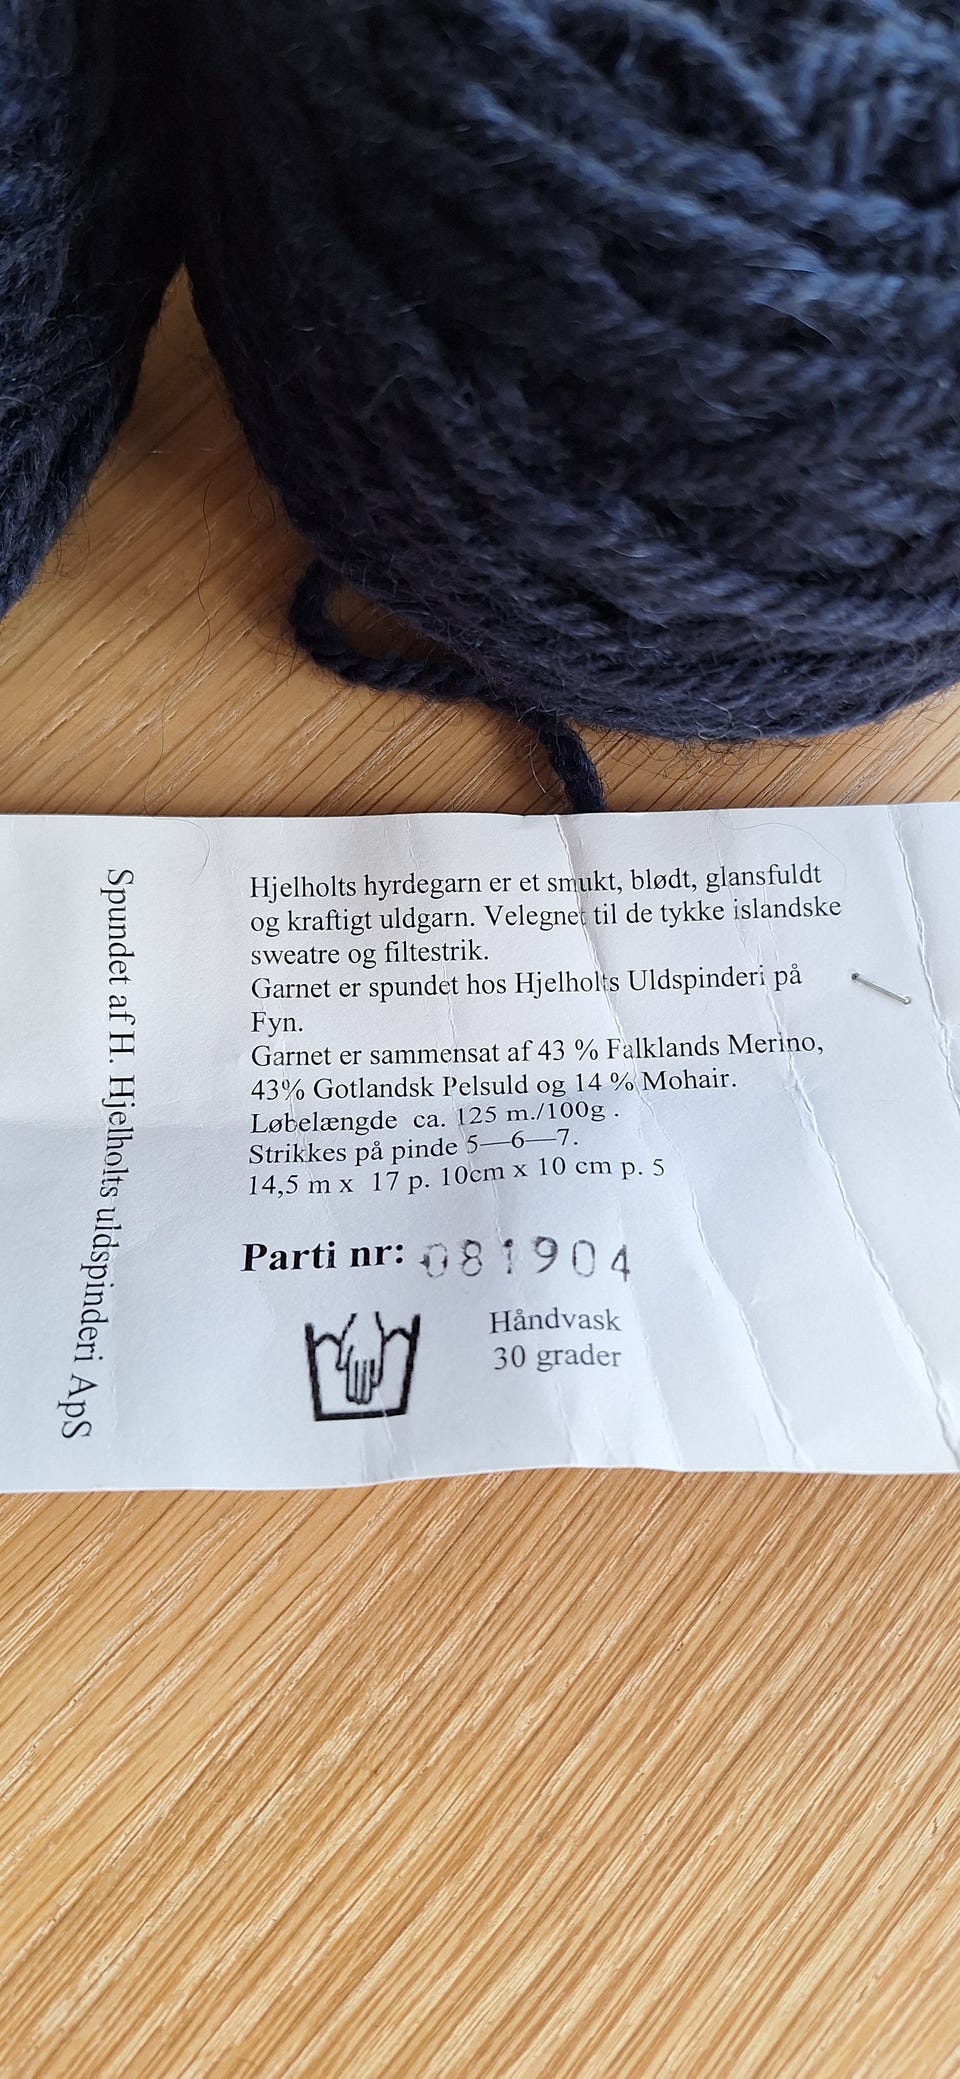 Spundet af H. Hjelholts uldspinderi ApS
Hjelholts hyrdegarn er et smukt, blødt, glansfuldt
og kraftigt uldgarn. Velegnet til de tykke islandske
sweatre og filtestrik.
Garnet er spundet hos Hjelholts Uldspinderi på
Fyn.
Garnet er sammensat af 43 % Falklands Merino,
43% Gotlandsk Pelsuld og 14 % Mohair.
Løbelængde ca. 125 m./100g .
Strikkes på pinde 5—6—7.
14,5 m x 17 p. 10cm x 10 cm p. 5
Parti nr: 081904
Håndvask
30 grader